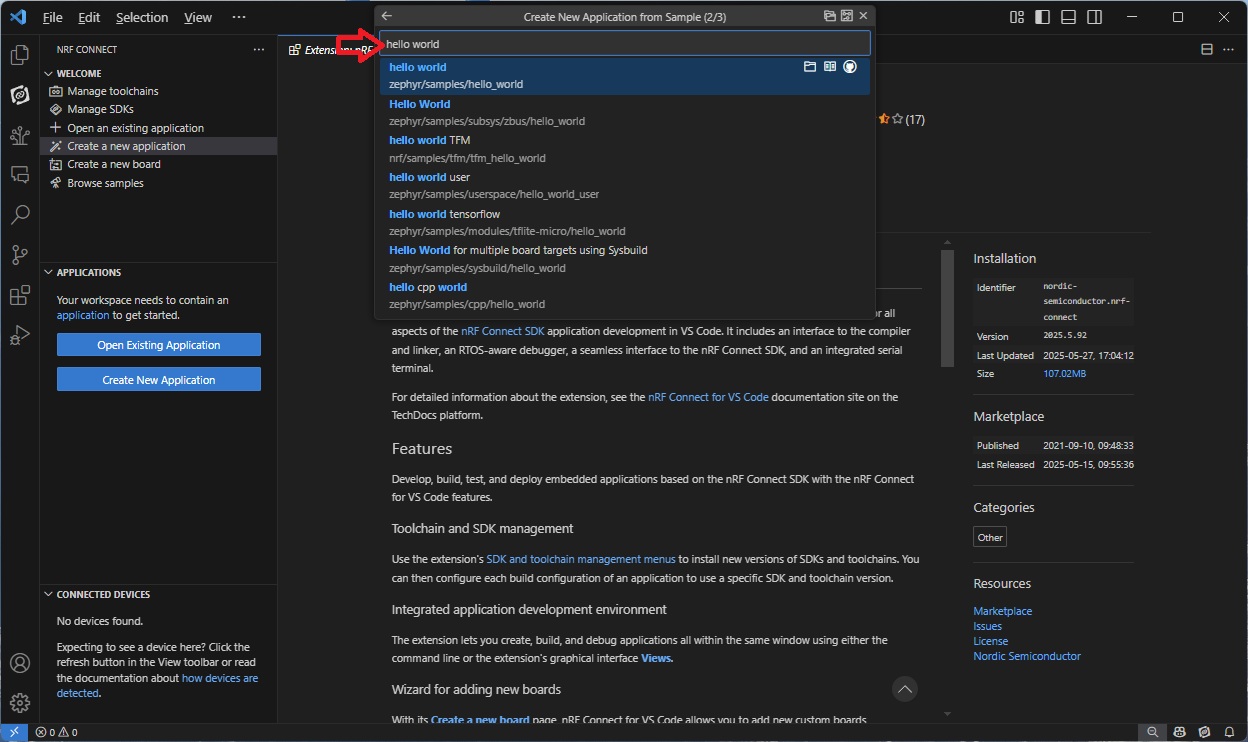 File Edit Selection View ···
Create New Application from Sample (2/3)
NRF CONNECT
WELCOME
Manage toolchains
Manage SDKs
Open an existing application
Create a new application
Create a new board
Browse samples
APPLICATIONS
Your workspace needs to contain an
application to get started.
Open Existing Application
Create New Application
CONNECTED DEVICES
No devices found.
Expecting to see a device here? Click the
refresh button in the View toolbar or read
the documentation about how devices are
detected.
hello world
hello world
zephyr/samples/hello_world
Hello World
zephyr/samples/subsys/zbus/hello_world
hello world TFM
nrf/samples/tfm/tfm_hello_world
hello world user
zephyr/samples/userspace/hello_world_user
hello world tensorflow
zephyr/samples/modules/tflite-micro/hello_world
Hello World for multiple board targets using Sysbuild
zephyr/samples/sysbuild/hello_world
hello cpp world
zephyr/samples/cpp/hello_world
(17)
all
aspects of the nRF Connect SDK application development in VS Code. It includes an interface to the compiler
and linker, an RTOS-aware debugger, a seamless interface to the nRF Connect SDK, and an integrated serial
terminal.
For detailed information about the extension, see the nRF Connect for VS Code documentation site on the
TechDocs platform.
Features
Develop, build, test, and deploy embedded applications based on the nRF Connect SDK with the nRF Connect
for VS Code features.
Toolchain and SDK management
Use the extension's SDK and toolchain management menus to install new versions of SDKs and toolchains. You
can then configure each build configuration of an application to use a specific SDK and toolchain version.
Integrated application development environment
The extension lets you create, build, and debug applications all within the same window using either the
command line or the extension's graphical interface Views.
Wizard for adding new boards
With its Create a new board page, nRF Connect for VS Code allows you to add new custom boards
Installation
Identifier nordic-
semiconductor.nrf-
connect
Version 2025.5.92
Last Updated 2025-05-27, 17:04:12
Size 107.02MB
Marketplace
Published 2021-09-10, 09:48:33
Last Released 2025-05-15, 09:55:36
Categories
Other
Resources
Marketplace
Issues
License
Nordic Semiconductor
0 0